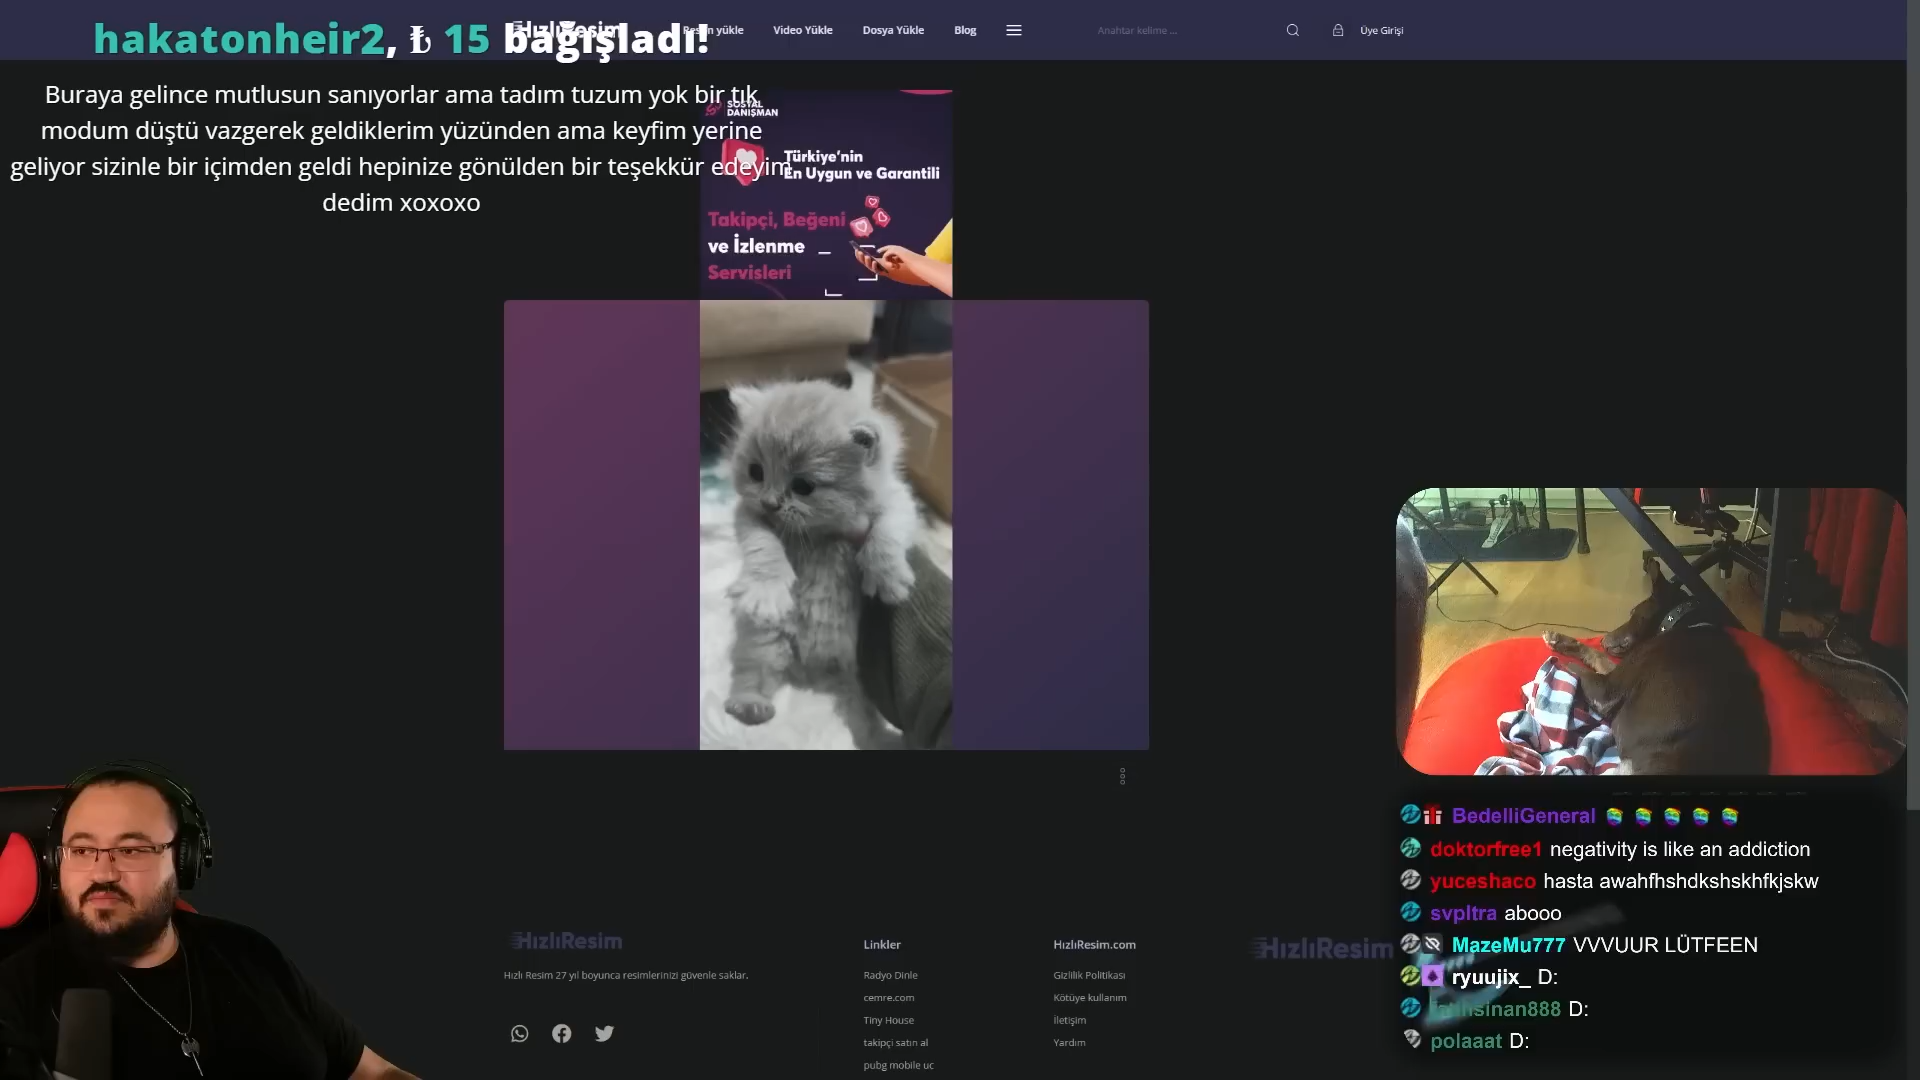 hakatonheir2, ₺ 15 bağışladı!
Buraya gelince mutlusun sanıyorlar ama tadım tuzum yok bir tık
modum düştü vazgerek geldiklerim yüzünden ama keyfim yerine
geliyor sizinle bir içimden geldi hepinize gönülden bir teşekkür edeyim
dedim xoxoxo
HızlıResim
Resim yükle
Video Yükle
Dosya Yükle
Blog
Anahtar kelime ...
Üye Girişi
SOSYAL
DANIŞMAN
Türkiye'nin
En Uygun ve Garantili
Takipçi, Beğeni
ve İzlenme
Servisleri
BedelliGeneral
doktorfree1 negativity is like an addiction
yuceshaco hasta awahfhshdkshskhfkjskw
svpltra abooo
MazeMu777 VVVUUR LÜTFEEN
ryuujix_ D:
D:
polaaat D:
HızlıResim
Hızlı Resim 27 yıl boyunca resimlerinizi güvenle saklar.
Linkler
Radyo Dinle
cemre.com
Tiny House
takipçi satın al
pubg mobile uc
HızlıResim.com
Gizlilik Politikası
Kötüye kullanım
İletişim
Yardım
HızlıResim